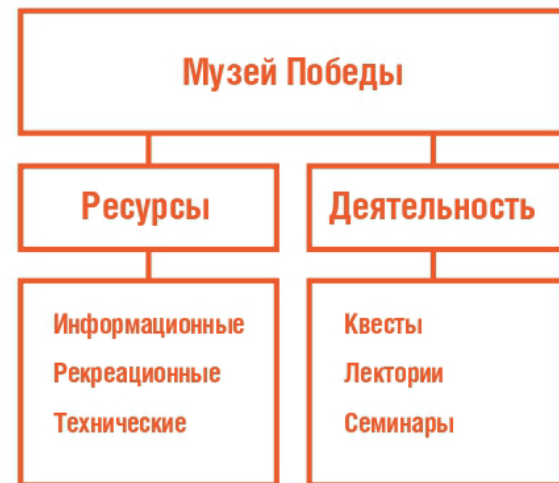 Музей Победы
Ресурсы
Деятельность
Информационные
Рекреационные
Технические
Квесты
Лектории
Семинары